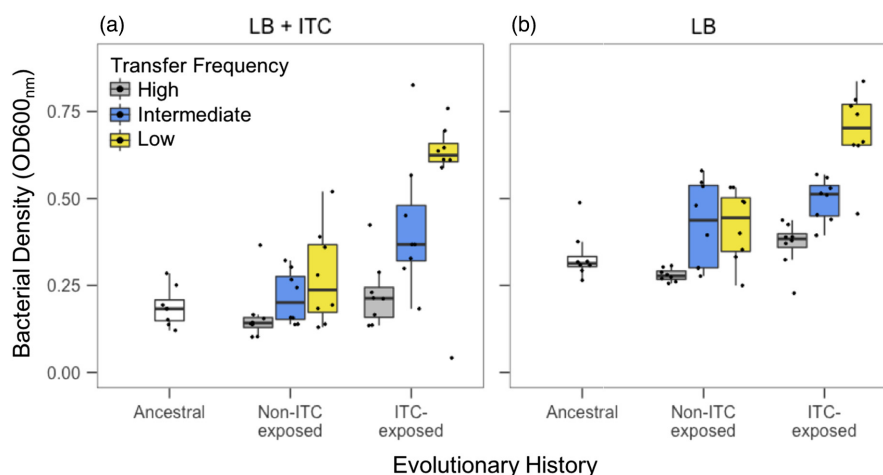 (a)
LB + ITC
(b)
LB
Transfer Frequency
High
Intermediate
Low
Bacterial Density (OD600nm)
0.75
0.50
0.25
0.00
Ancestral
Non-ITC
exposed
ITC-
exposed
Ancestral
Non-ITC
exposed
ITC-
exposed
Evolutionary History